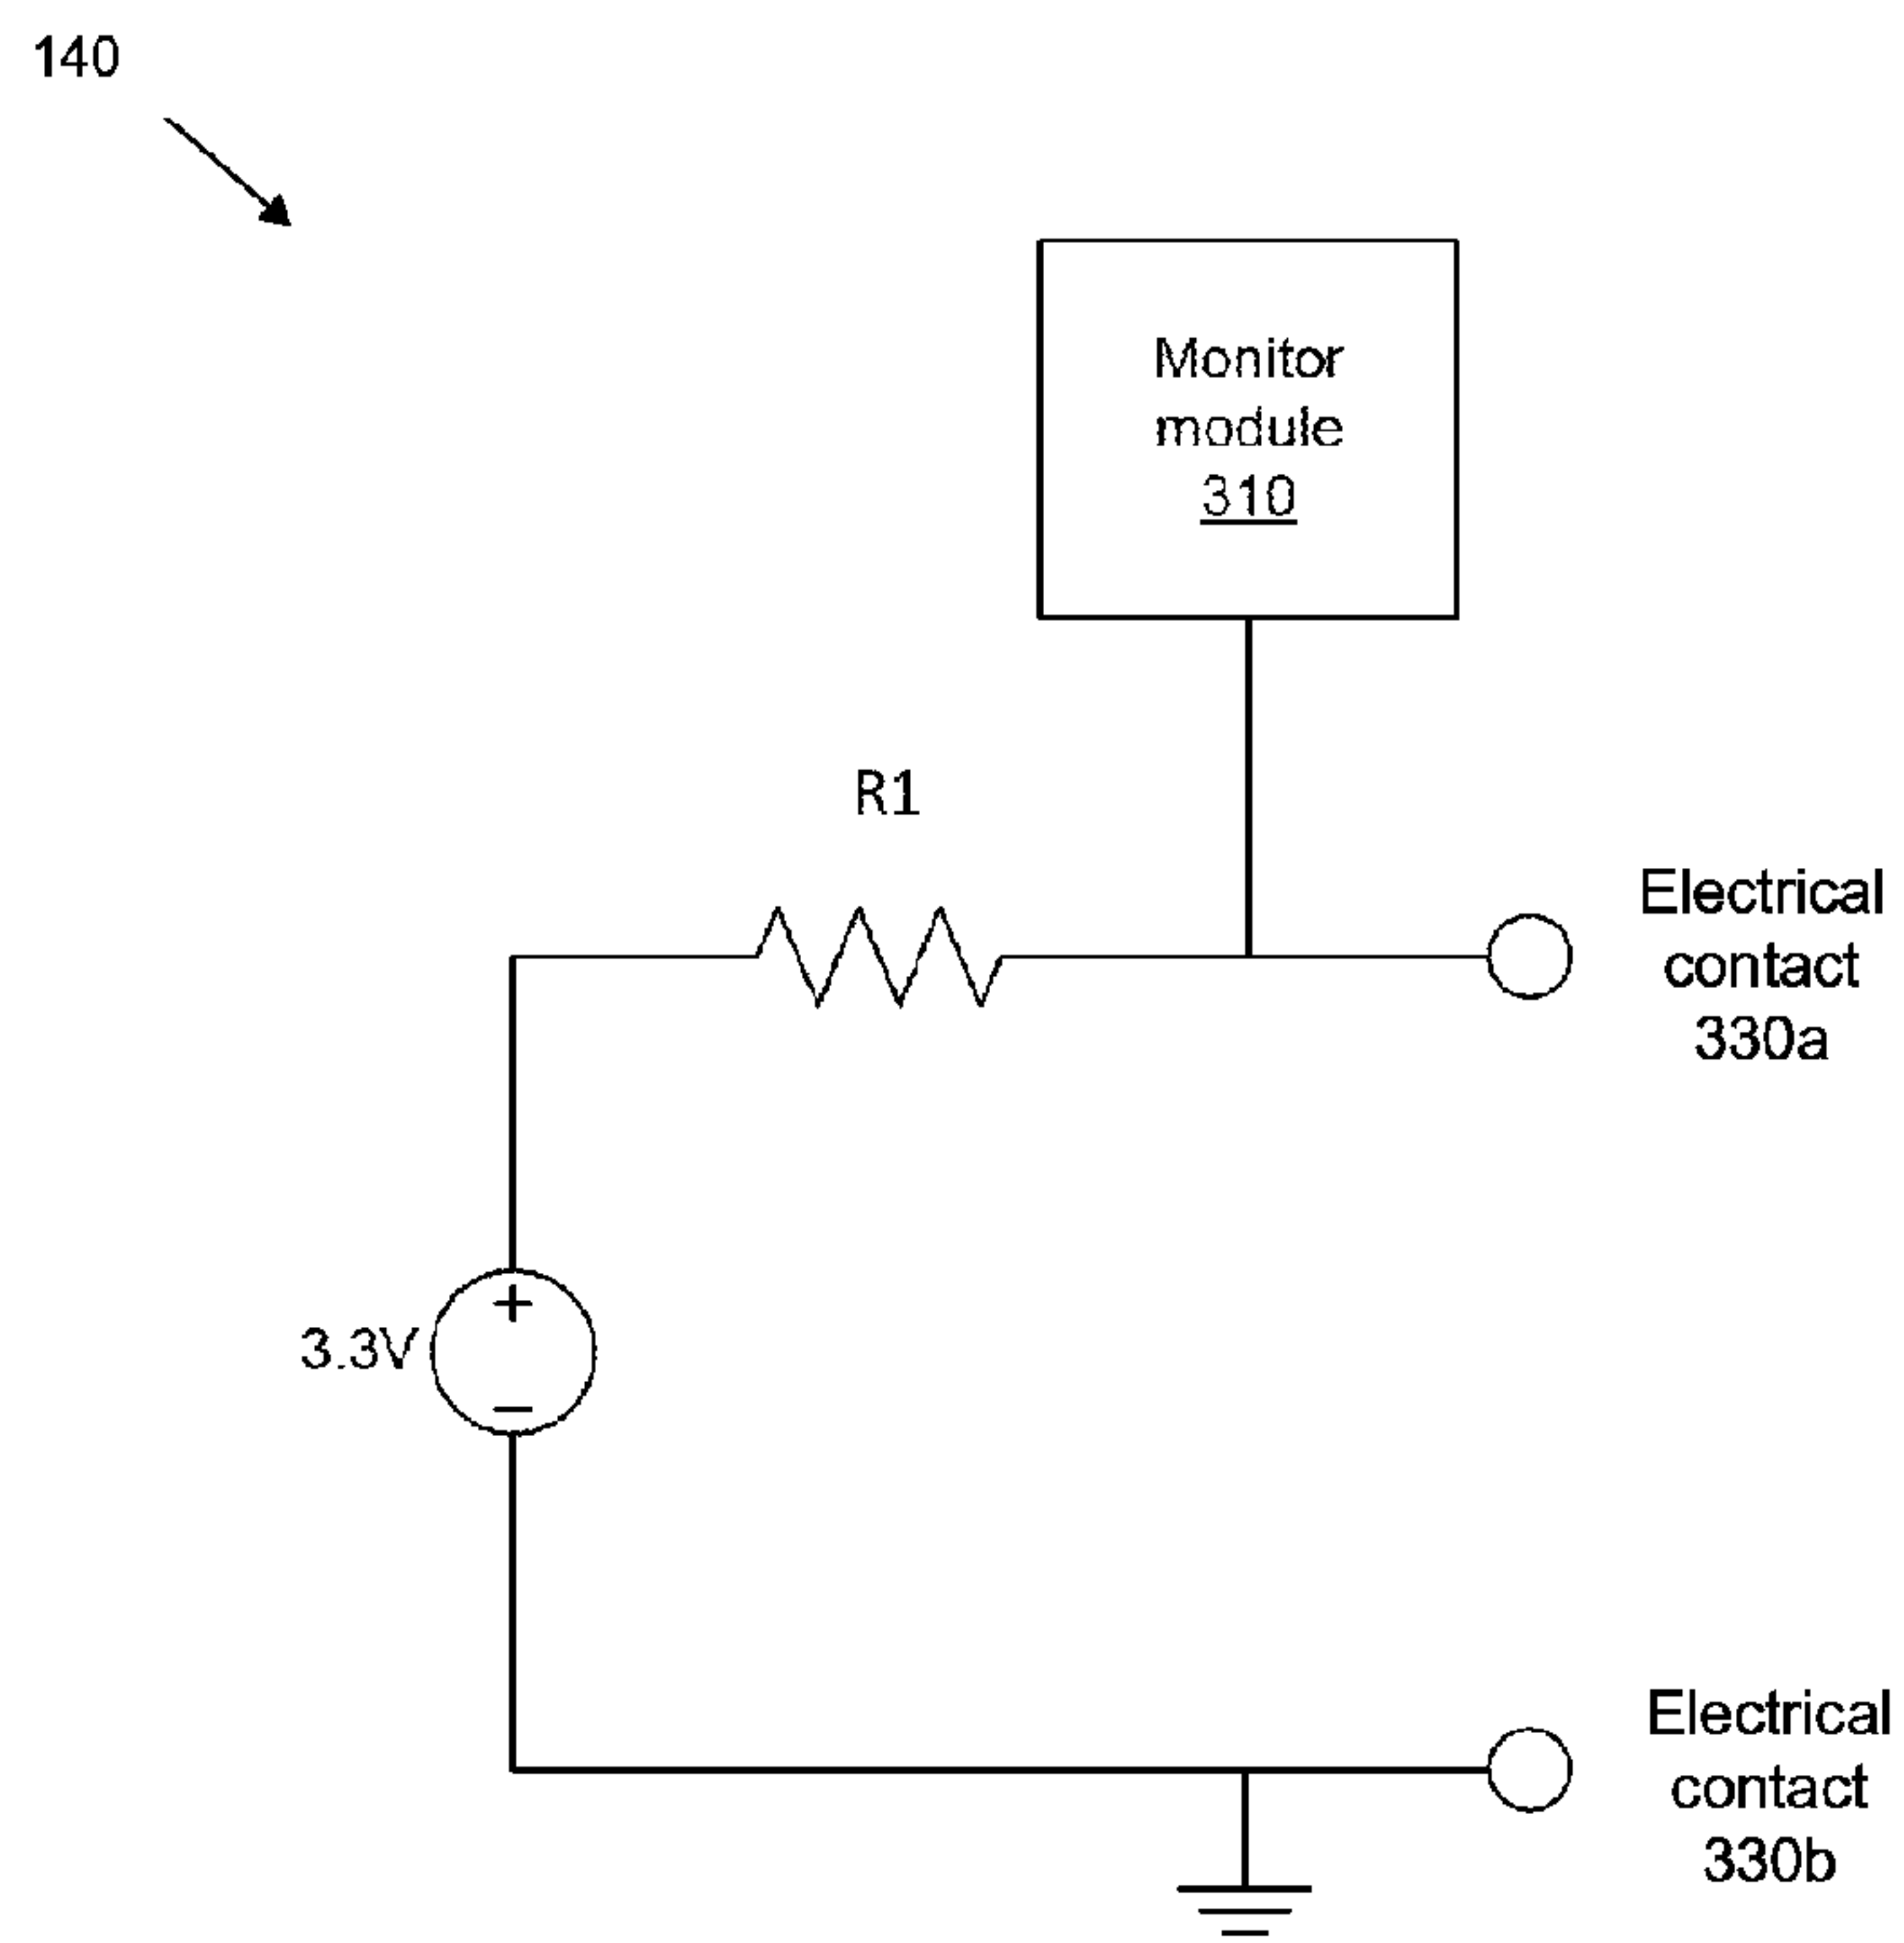 140
Monitor
module
310
R1
Electrical
contact
330a
+
3.3V
−
Electrical
contact
330b